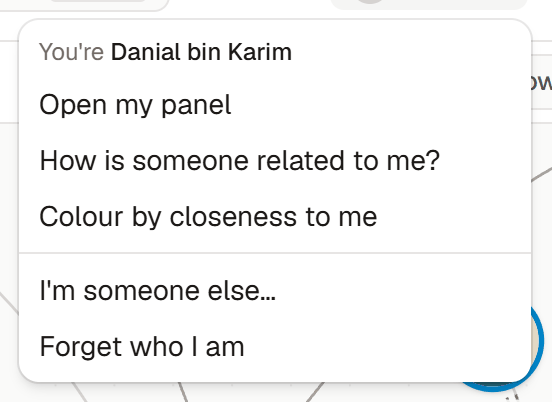 You're Danial bin Karim
Open my panel
How is someone related to me?
Colour by closeness to me
I'm someone else…
Forget who I am